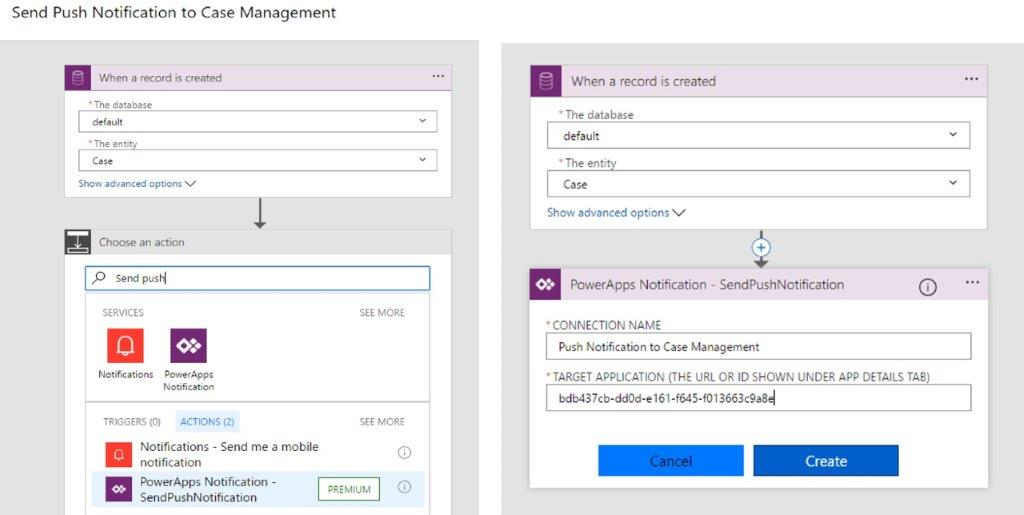 Send Push Notification to Case Management
When a record is created
* The database
default
* The entity
Case
Show advanced options
Choose an action
Send push
SERVICES SEE MORE
Notifications
PowerApps
Notification
TRIGGERS (0) ACTIONS (2) SEE MORE
Notifications - Send me a mobile
notification
PowerApps Notification -
SendPushNotification
PREMIUM
When a record is created
* The database
default
* The entity
Case
Show advanced options
PowerApps Notification - SendPushNotification
* CONNECTION NAME
Push Notification to Case Management
* TARGET APPLICATION (THE URL OR ID SHOWN UNDER APP DETAILS TAB)
bdb437cb-dd0d-e161-f645-f013663c9a8e
Cancel
Create